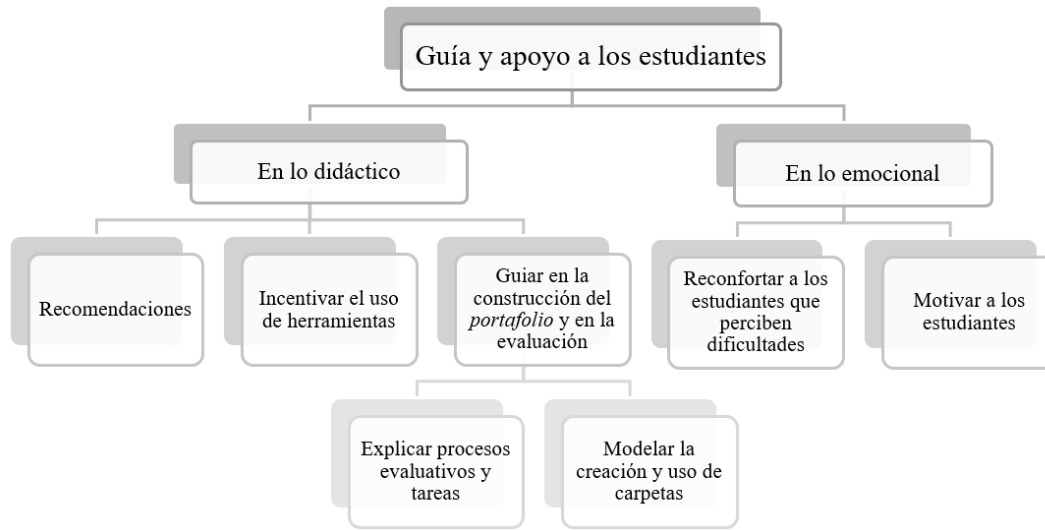 Guía y apoyo a los estudiantes
En lo didáctico
En lo emocional
Recomendaciones
Incentivar el uso
de herramientas
Guiar en la
construcción del
portafolio y en la
evaluación
Reconfortar a los
estudiantes que
perciben
dificultades
Motivar a los
estudiantes
Explicar procesos
evaluativos y
tareas
Modelar la
creación y uso de
carpetas